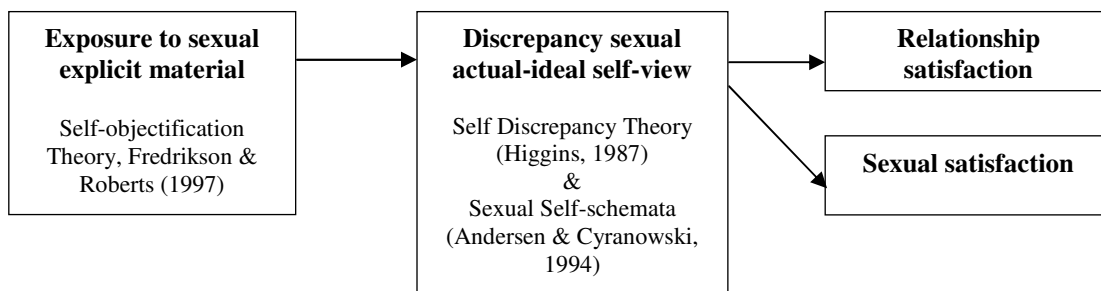 Exposure to sexual
explicit material
Self-objectification
Theory, Fredrikson &
Roberts (1997)
Discrepancy sexual
actual-ideal self-view
Self Discrepancy Theory
(Higgins, 1987)
&
Sexual Self-schemata
(Andersen & Cyranowski,
1994)
Relationship
satisfaction
Sexual satisfaction